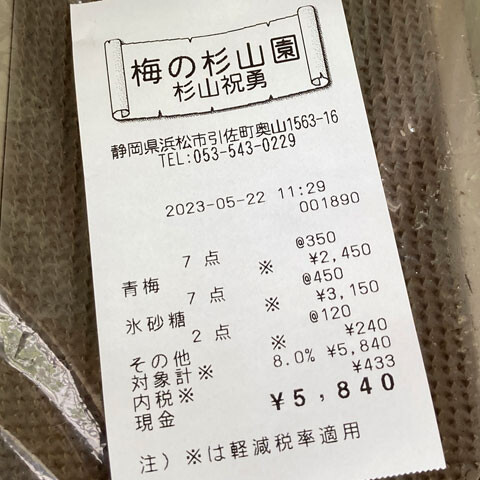 梅の杉山園
杉山祝勇
静岡県浜松市引佐町奥山1563-16
TEL:053-543-0229
2023-05-22 11:29
001890
7点 @350
青梅 ※ ¥2,450
7点 @450
氷砂糖 ※ ¥3,150
2点 @120
その他 ※ ¥240
対象計※ 8.0% ¥5,840
内税※ ¥433
現金 ¥5,840
注)※は軽減税率適用